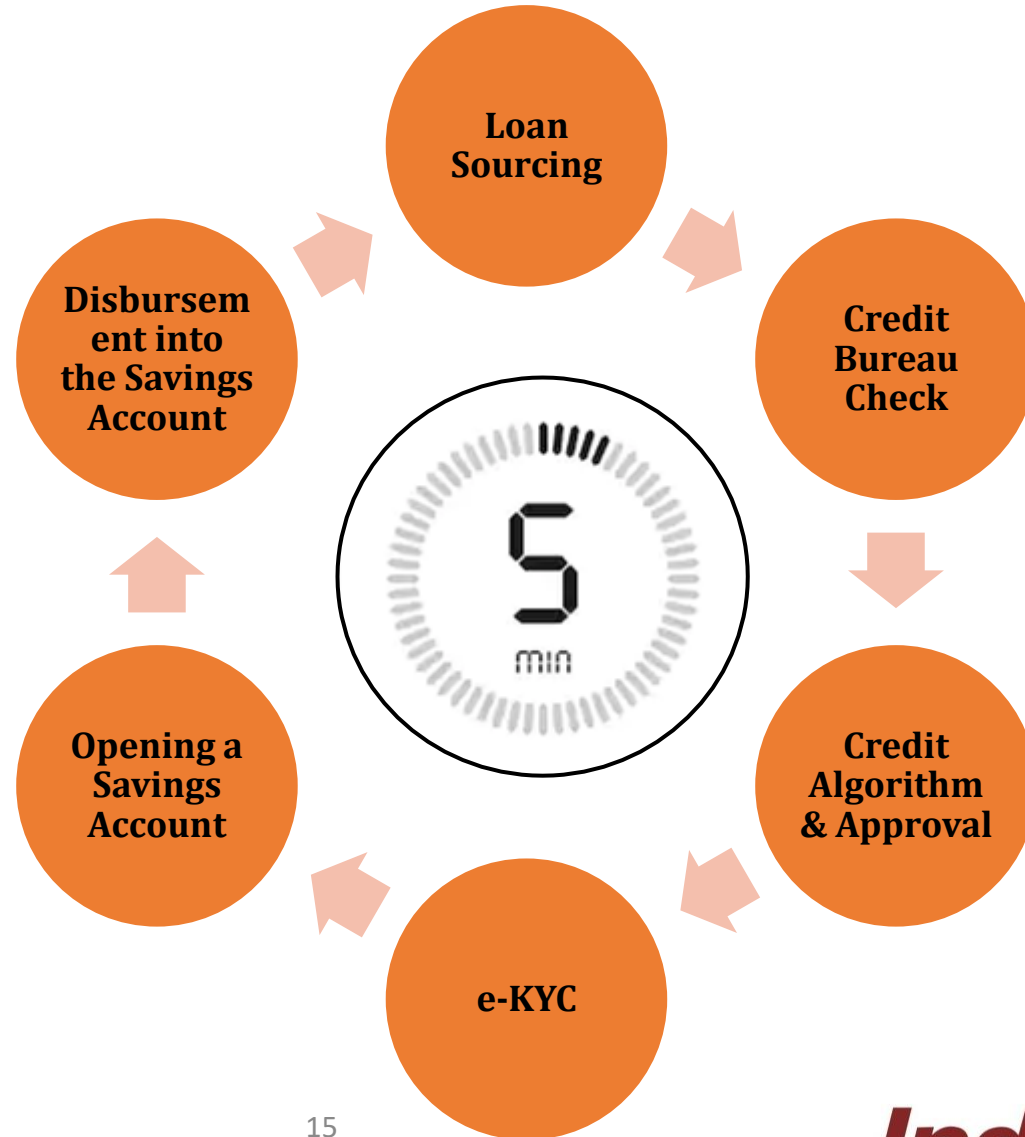 Loan
Sourcing
Credit
Bureau
Check
Credit
Algorithm
& Approval
e-KYC
Opening a
Savings
Account
Disbursem
ent into
the Savings
Account
5
min
15